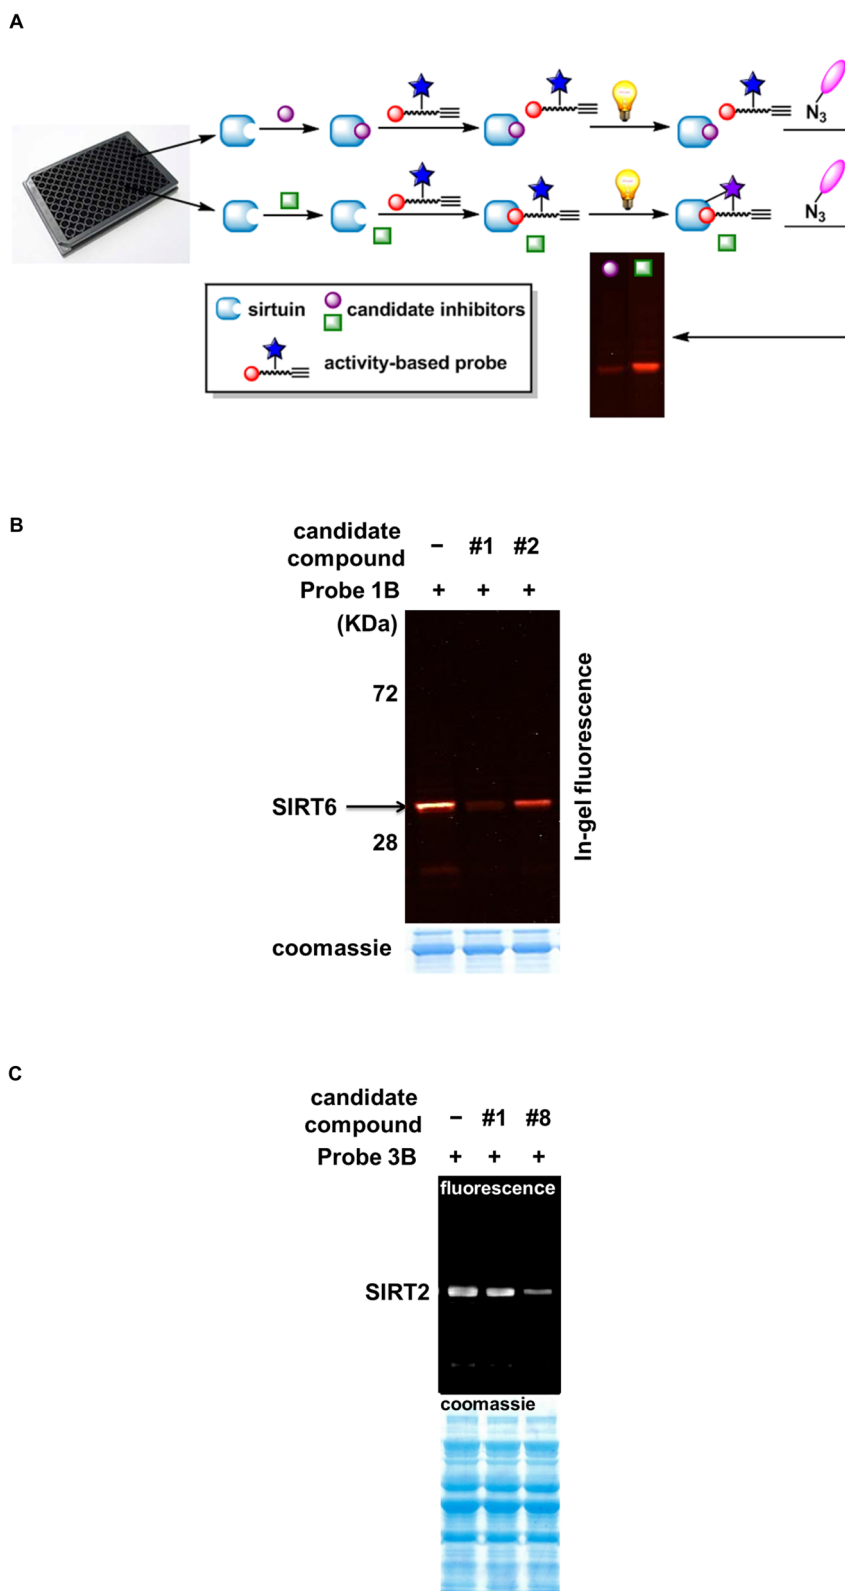 A
N3
N3
sirtuin
candidate inhibitors
activity-based probe
B
candidate
compound
– #1 #2
Probe 1B + + +
(KDa)
72
SIRT6
28
In-gel fluorescence
coomassie
C
candidate
compound
– #1 #8
Probe 3B + + +
fluorescence
SIRT2
coomassie